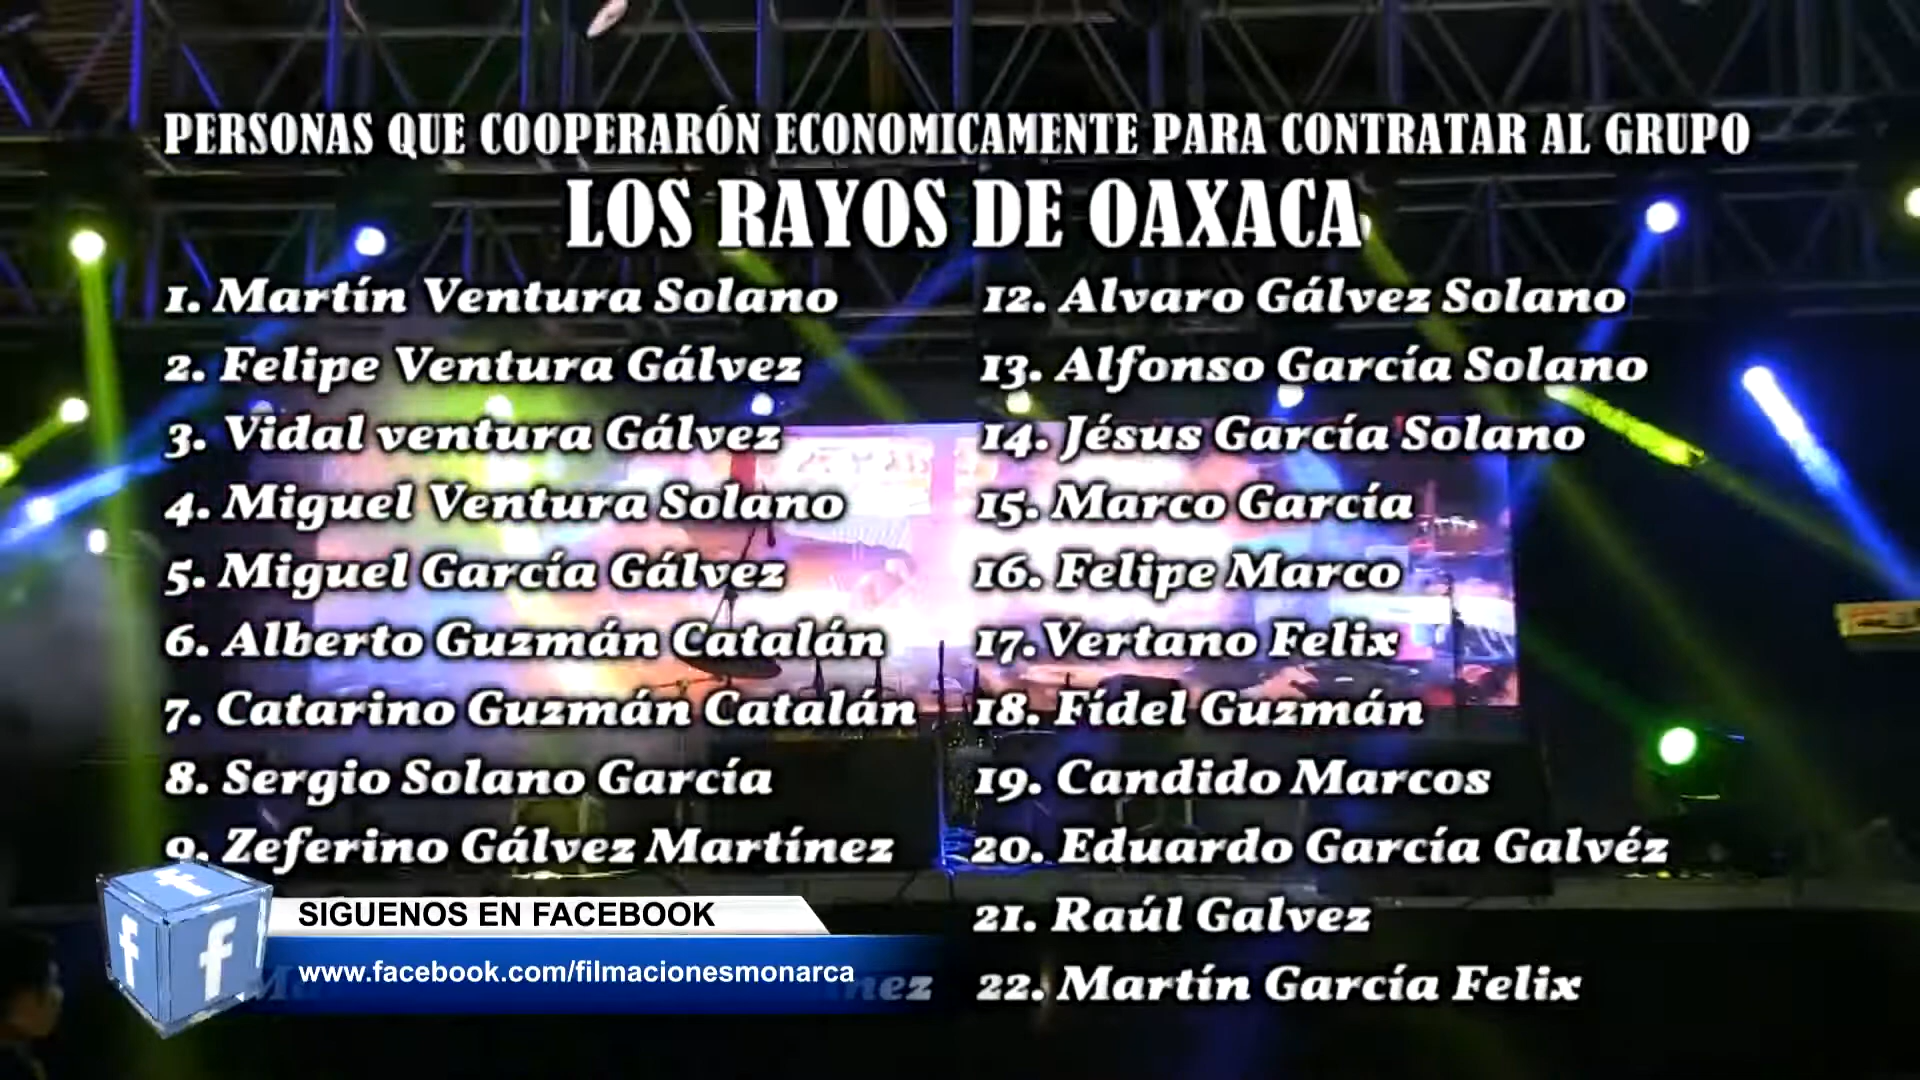 PERSONAS QUE COOPERARÓN ECONOMICAMENTE PARA CONTRATAR AL GRUPO
LOS RAYOS DE OAXACA
1. Martín Ventura Solano
2. Felipe Ventura Gálvez
3. Vidal ventura Gálvez
4. Miguel Ventura Solano
5. Miguel García Gálvez
6. Alberto Guzmán Catalán
7. Catarino Guzmán Catalán
8. Sergio Solano García
9. Zeferino Gálvez Martínez
12. Alvaro Gálvez Solano
13. Alfonso García Solano
14. Jésus García Solano
15. Marco García
16. Felipe Marco
17. Vertano Felix
18. Fídel Guzmán
19. Candido Marcos
20. Eduardo García Galvéz
21. Raúl Galvez
22. Martín García Felix
SIGUENOS EN FACEBOOK
www.facebook.com/filmacionesmonarca